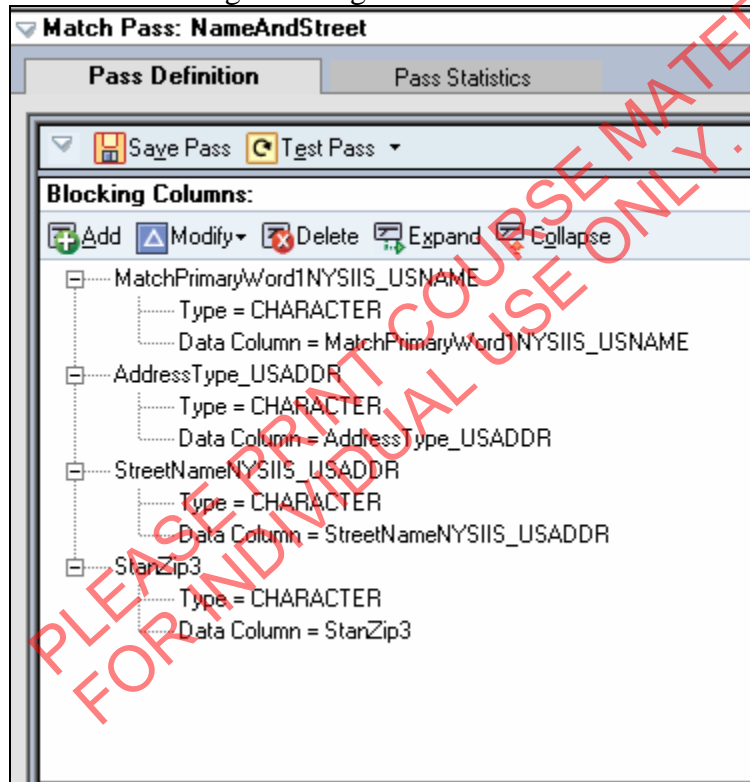 Match Pass: NameAndStreet
Pass Definition Pass Statistics
Save Pass Test Pass
Blocking Columns:
Add Modify Delete Expand Collapse
MatchPrimaryWord1NYSIIS_USNAME
Type = CHARACTER
Data Column = MatchPrimaryWord1NYSIIS_USNAME
AddressType_USADDR
Type = CHARACTER
Data Column = AddressType_USADDR
StreetNameNYSIIS_USADDR
Type = CHARACTER
Data Column = StreetNameNYSIIS_USADDR
StanZip3
Type = CHARACTER
Data Column = StanZip3
PLEASE PRINT COURSE
FOR INDIVIDUAL USE ONLY.